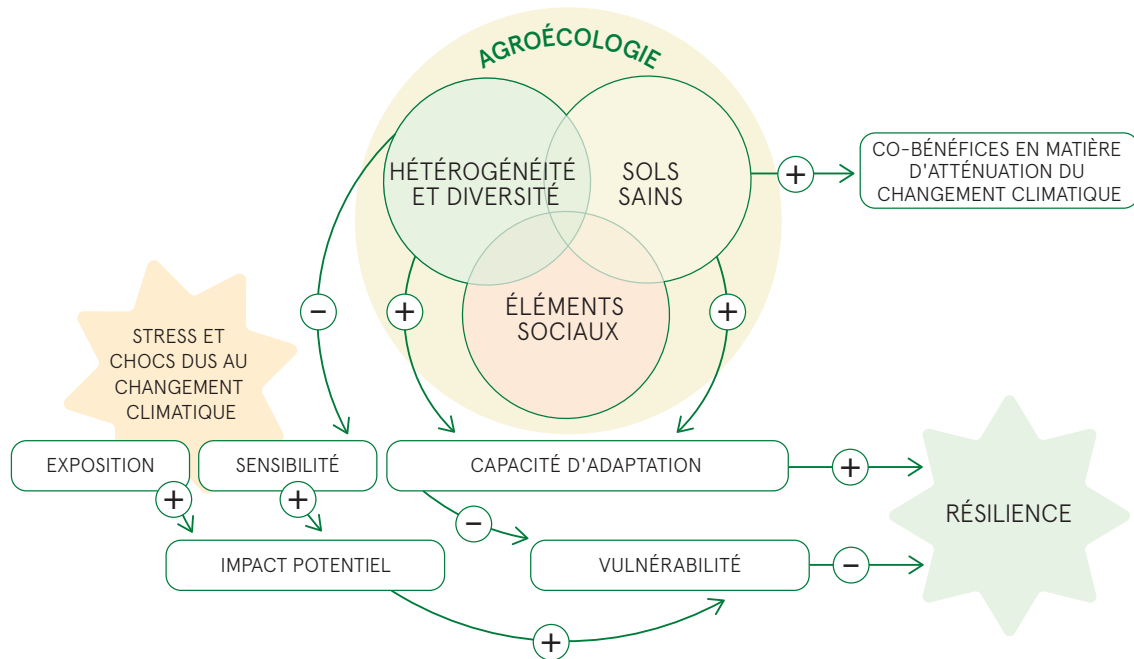 AGROÉCOLOGIE
HÉTÉROGÉNÉITÉ
ET DIVERSITÉ
SOLS
SAINS
CO-BÉNÉFICES EN MATIÈRE
D'ATTÉNUATION DU
CHANGEMENT CLIMATIQUE
+
ÉLÉMENTS
SOCIAUX
−
+
+
STRESS ET
CHOCS DUS AU
CHANGEMENT
CLIMATIQUE
EXPOSITION
SENSIBILITÉ
CAPACITÉ D'ADAPTATION
+
+
+
−
RÉSILIENCE
IMPACT POTENTIEL
VULNÉRABILITÉ
−
+